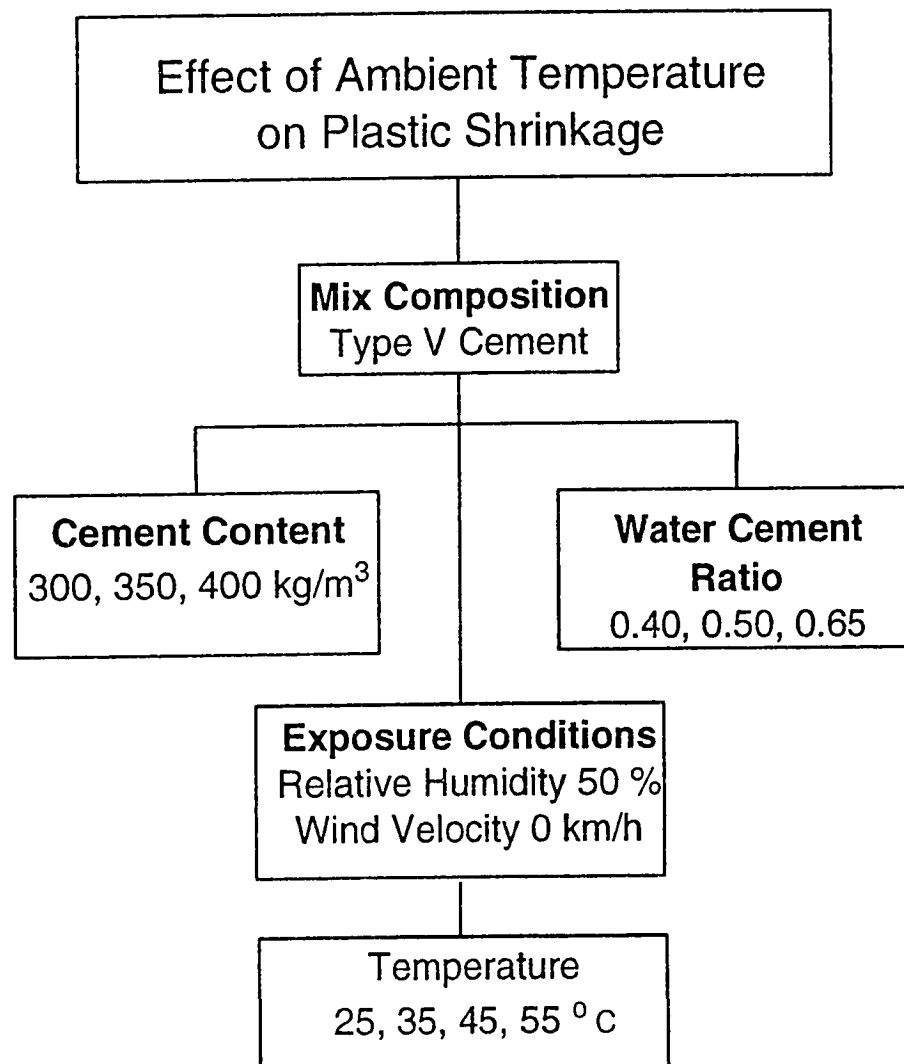 Effect of Ambient Temperature
on Plastic Shrinkage
Mix Composition
Type V Cement
Cement Content
300, 350, 400 kg/m³
Water Cement
Ratio
0.40, 0.50, 0.65
Exposure Conditions
Relative Humidity 50 %
Wind Velocity 0 km/h
Temperature
25, 35, 45, 55 ⁰ C